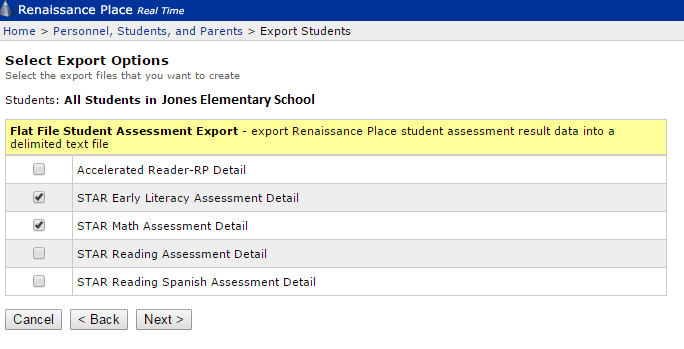 Renaissance Place Real Time
Home > Personnel, Students, and Parents > Export Students
Select Export Options
Select the export files that you want to create
Students: All Students in Jones Elementary School
Flat File Student Assessment Export - export Renaissance Place student assessment result data into a
delimited text file
Accelerated Reader-RP Detail
STAR Early Literacy Assessment Detail
STAR Math Assessment Detail
STAR Reading Assessment Detail
STAR Reading Spanish Assessment Detail
Cancel < Back Next >